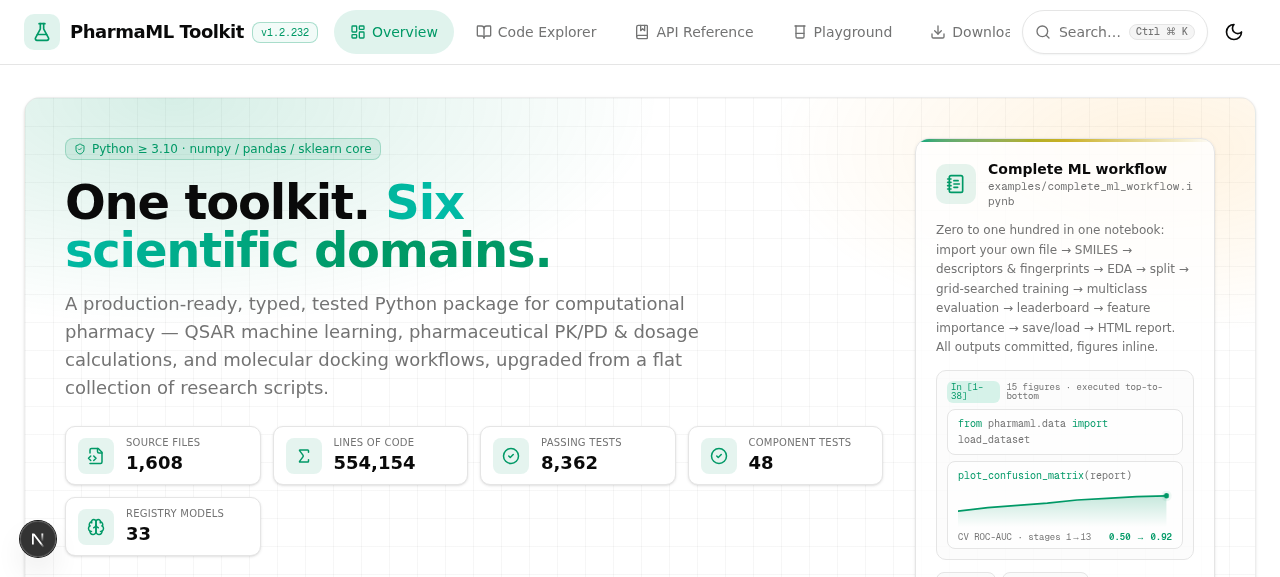 PharmaML Toolkit
v1.2.232
Overview
Code Explorer
API Reference
Playground
Downloa
Search…
Ctrl ⌘ K
Python ≥ 3.10 · numpy / pandas / sklearn core
One toolkit. Six
scientific domains.
A production-ready, typed, tested Python package for computational
pharmacy — QSAR machine learning, pharmaceutical PK/PD & dosage
calculations, and molecular docking workflows, upgraded from a flat
collection of research scripts.
SOURCE FILES
1,608
LINES OF CODE
554,154
PASSING TESTS
8,362
COMPONENT TESTS
48
REGISTRY MODELS
33
Complete ML workflow
examples/complete_ml_workflow.i
pynb
Zero to one hundred in one notebook:
import your own file → SMILES →
descriptors & fingerprints → EDA → split →
grid-searched training → multiclass
evaluation → leaderboard → feature
importance → save/load → HTML report.
All outputs committed, figures inline.
In [1-
38]
15 figures · executed top-to-
bottom
from pharmaml.data import
load_dataset
plot_confusion_matrix(report)
CV ROC-AUC · stages 1→13
0.50 → 0.92
N